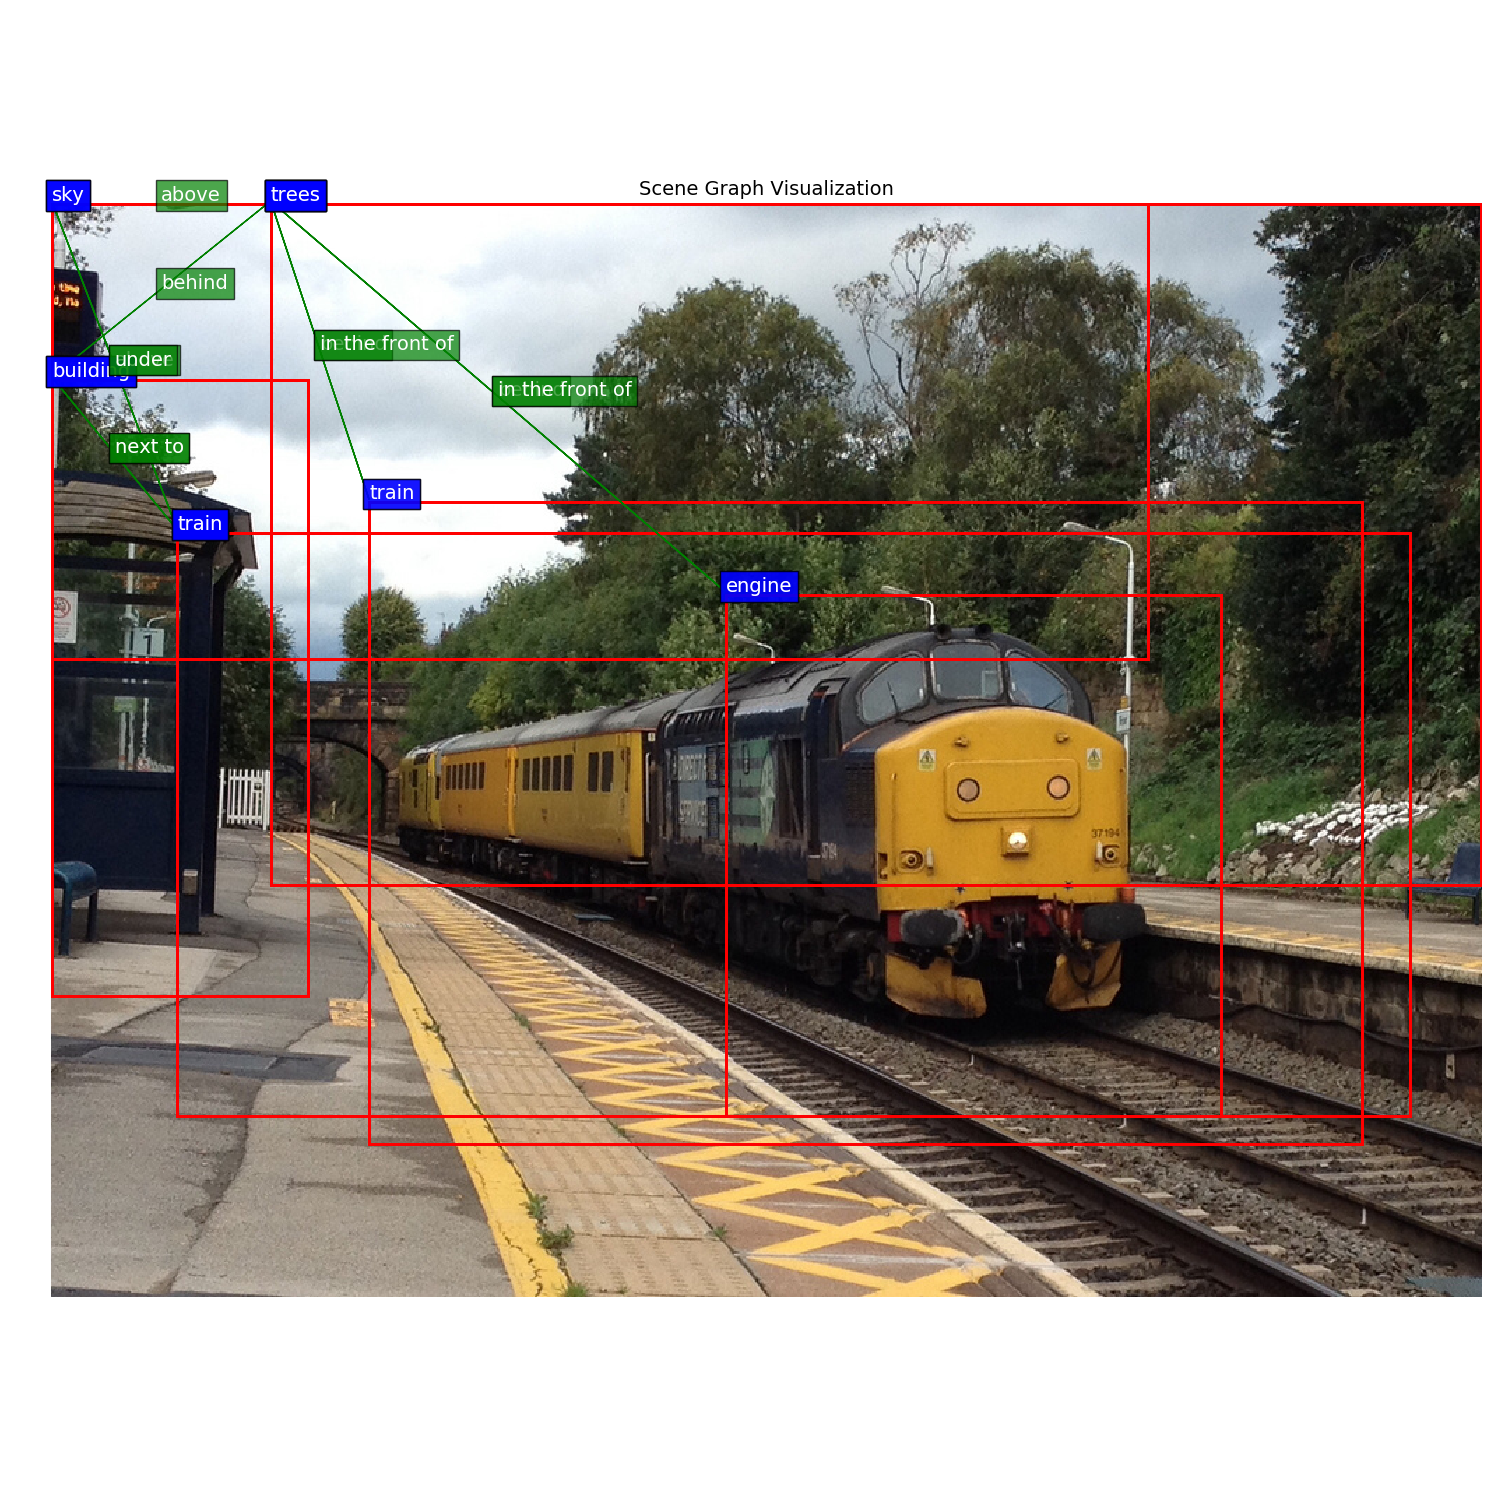 Scene Graph Visualization
sky
above
trees
behind
building
under
in the front of
in the front of
next to
train
train
engine
1
37194